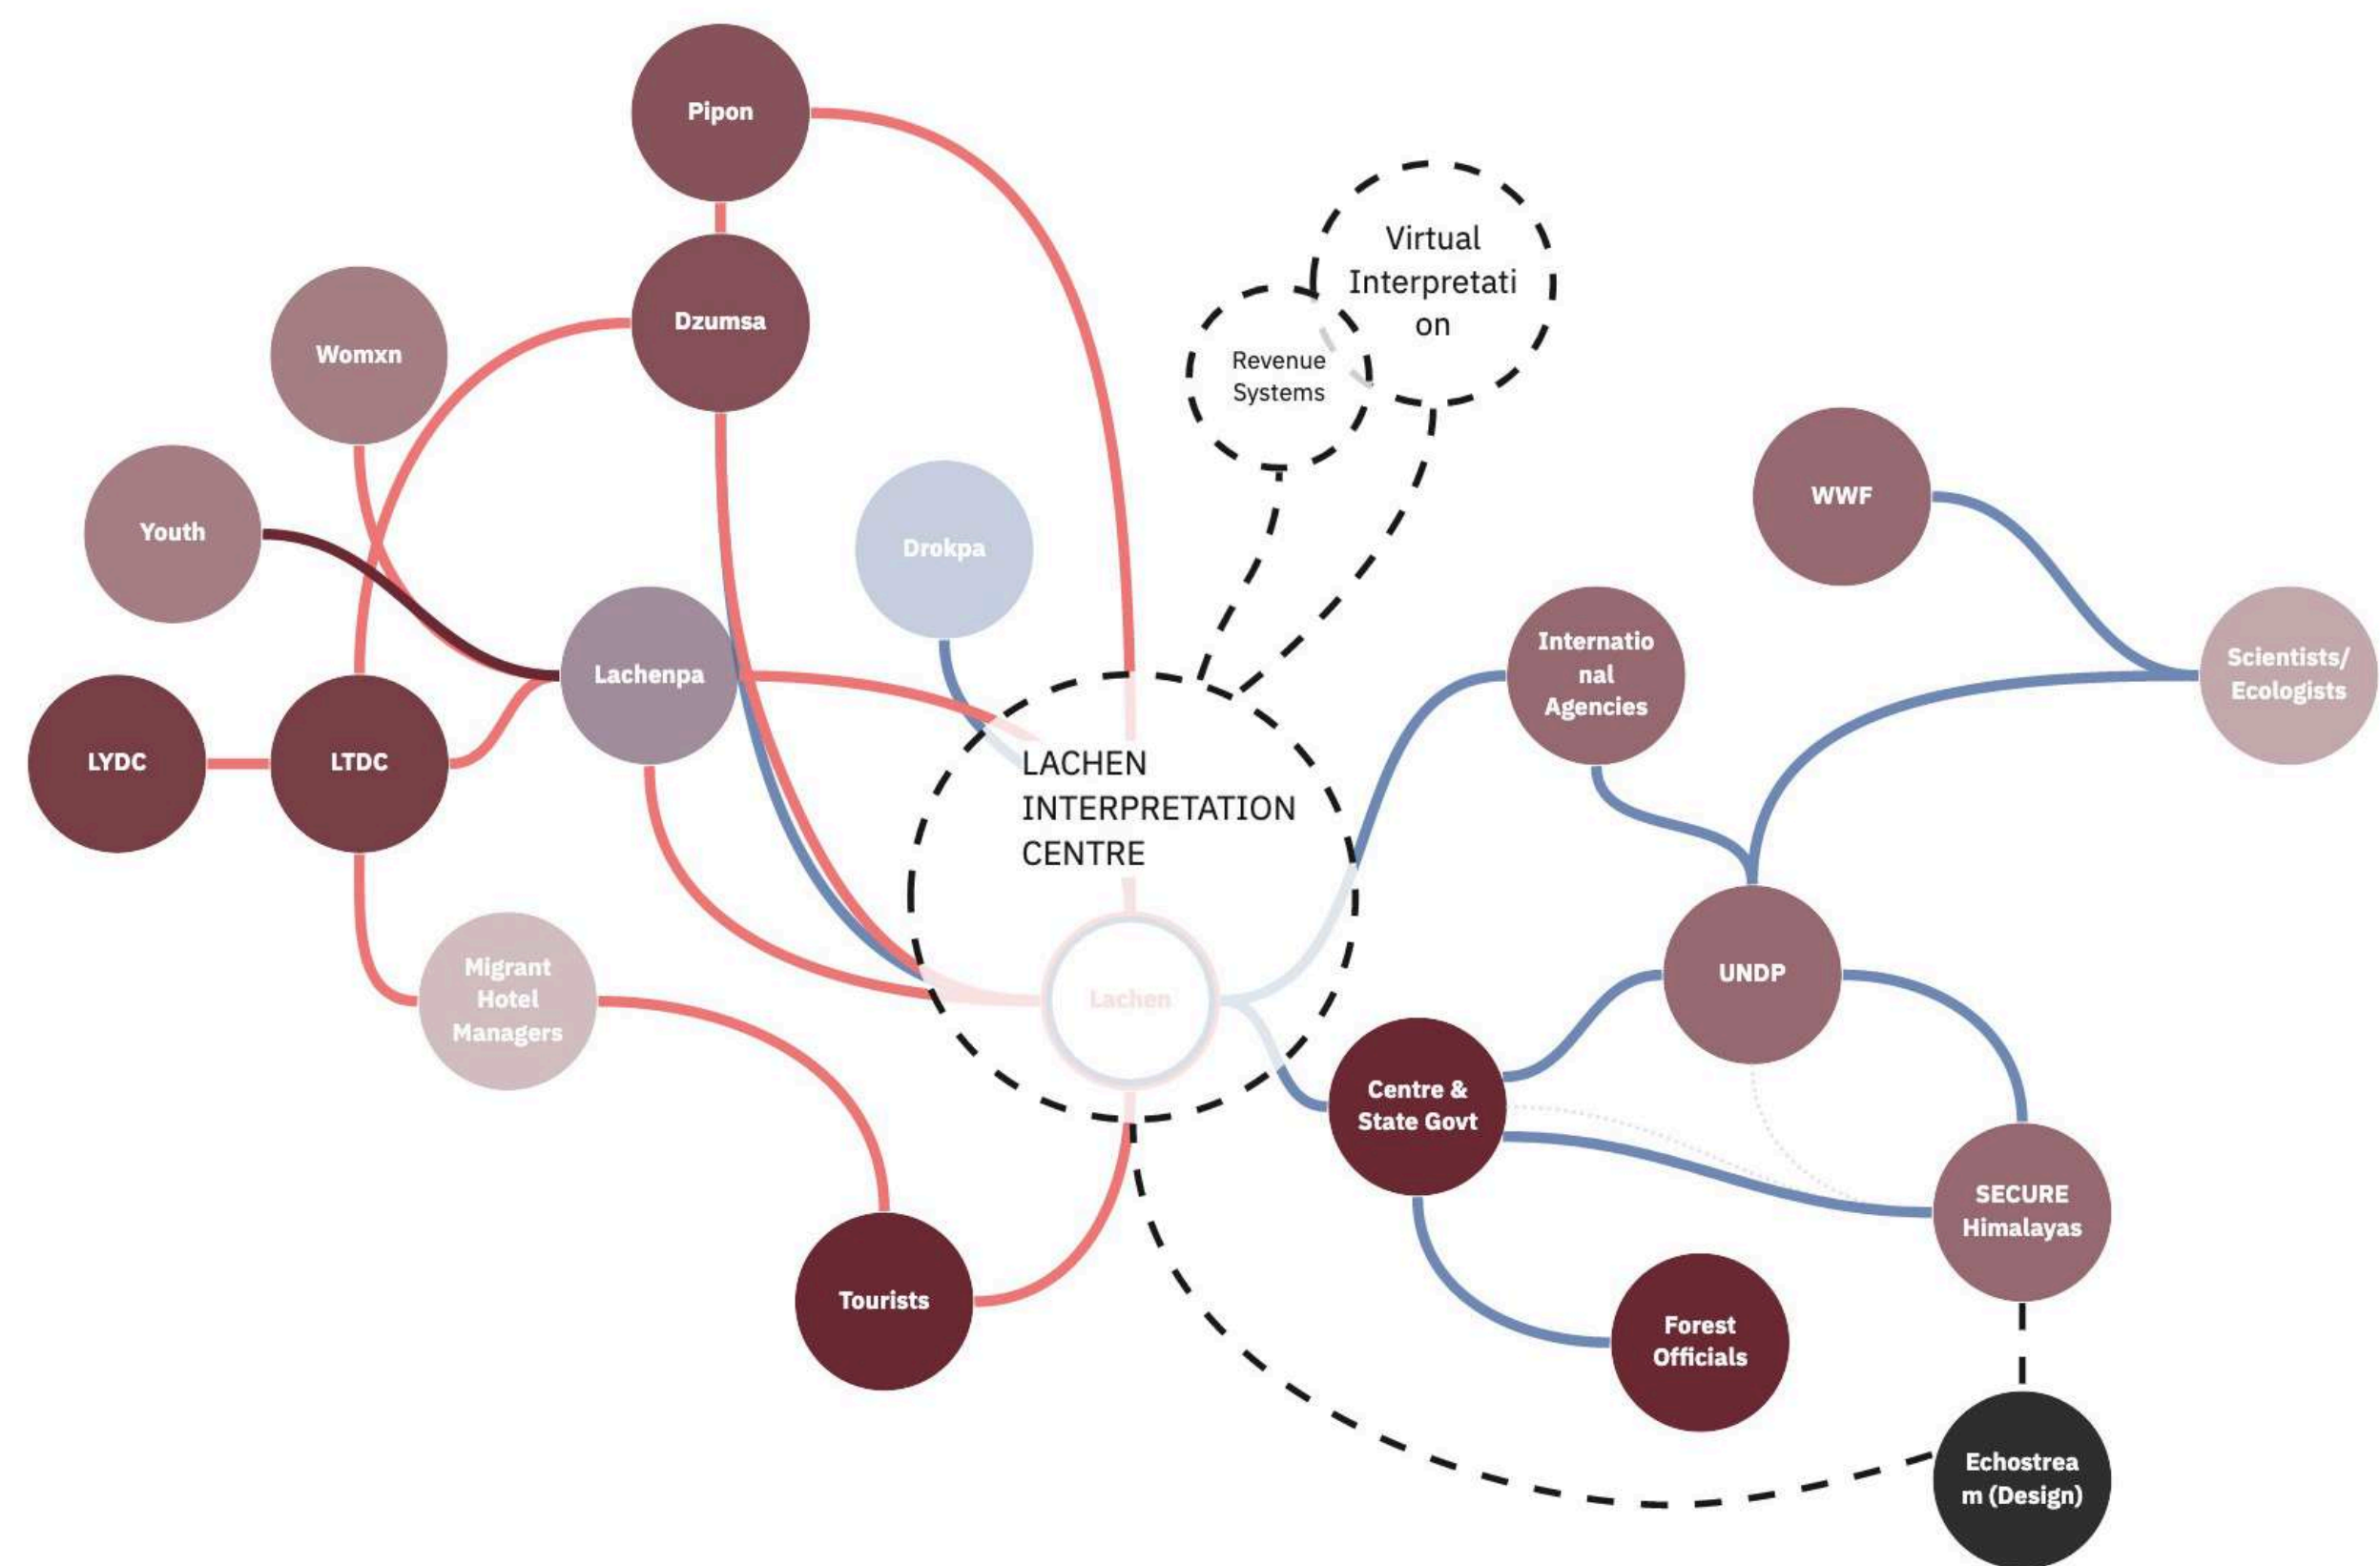 Pipon
Virtual
Interpretati
on
Dzumsa
Womxn
Revenue
Systems
WWF
Youth
Drokpa
Internatio
nal
Agencies
Scientists/
Ecologists
Lachenpa
LYDC
LTDC
LACHEN
INTERPRETATION
CENTRE
Migrant
Hotel
Managers
Lachen
UNDP
Centre &
State Govt
SECURE
Himalayas
Tourists
Forest
Officials
Echostrea
m (Design)